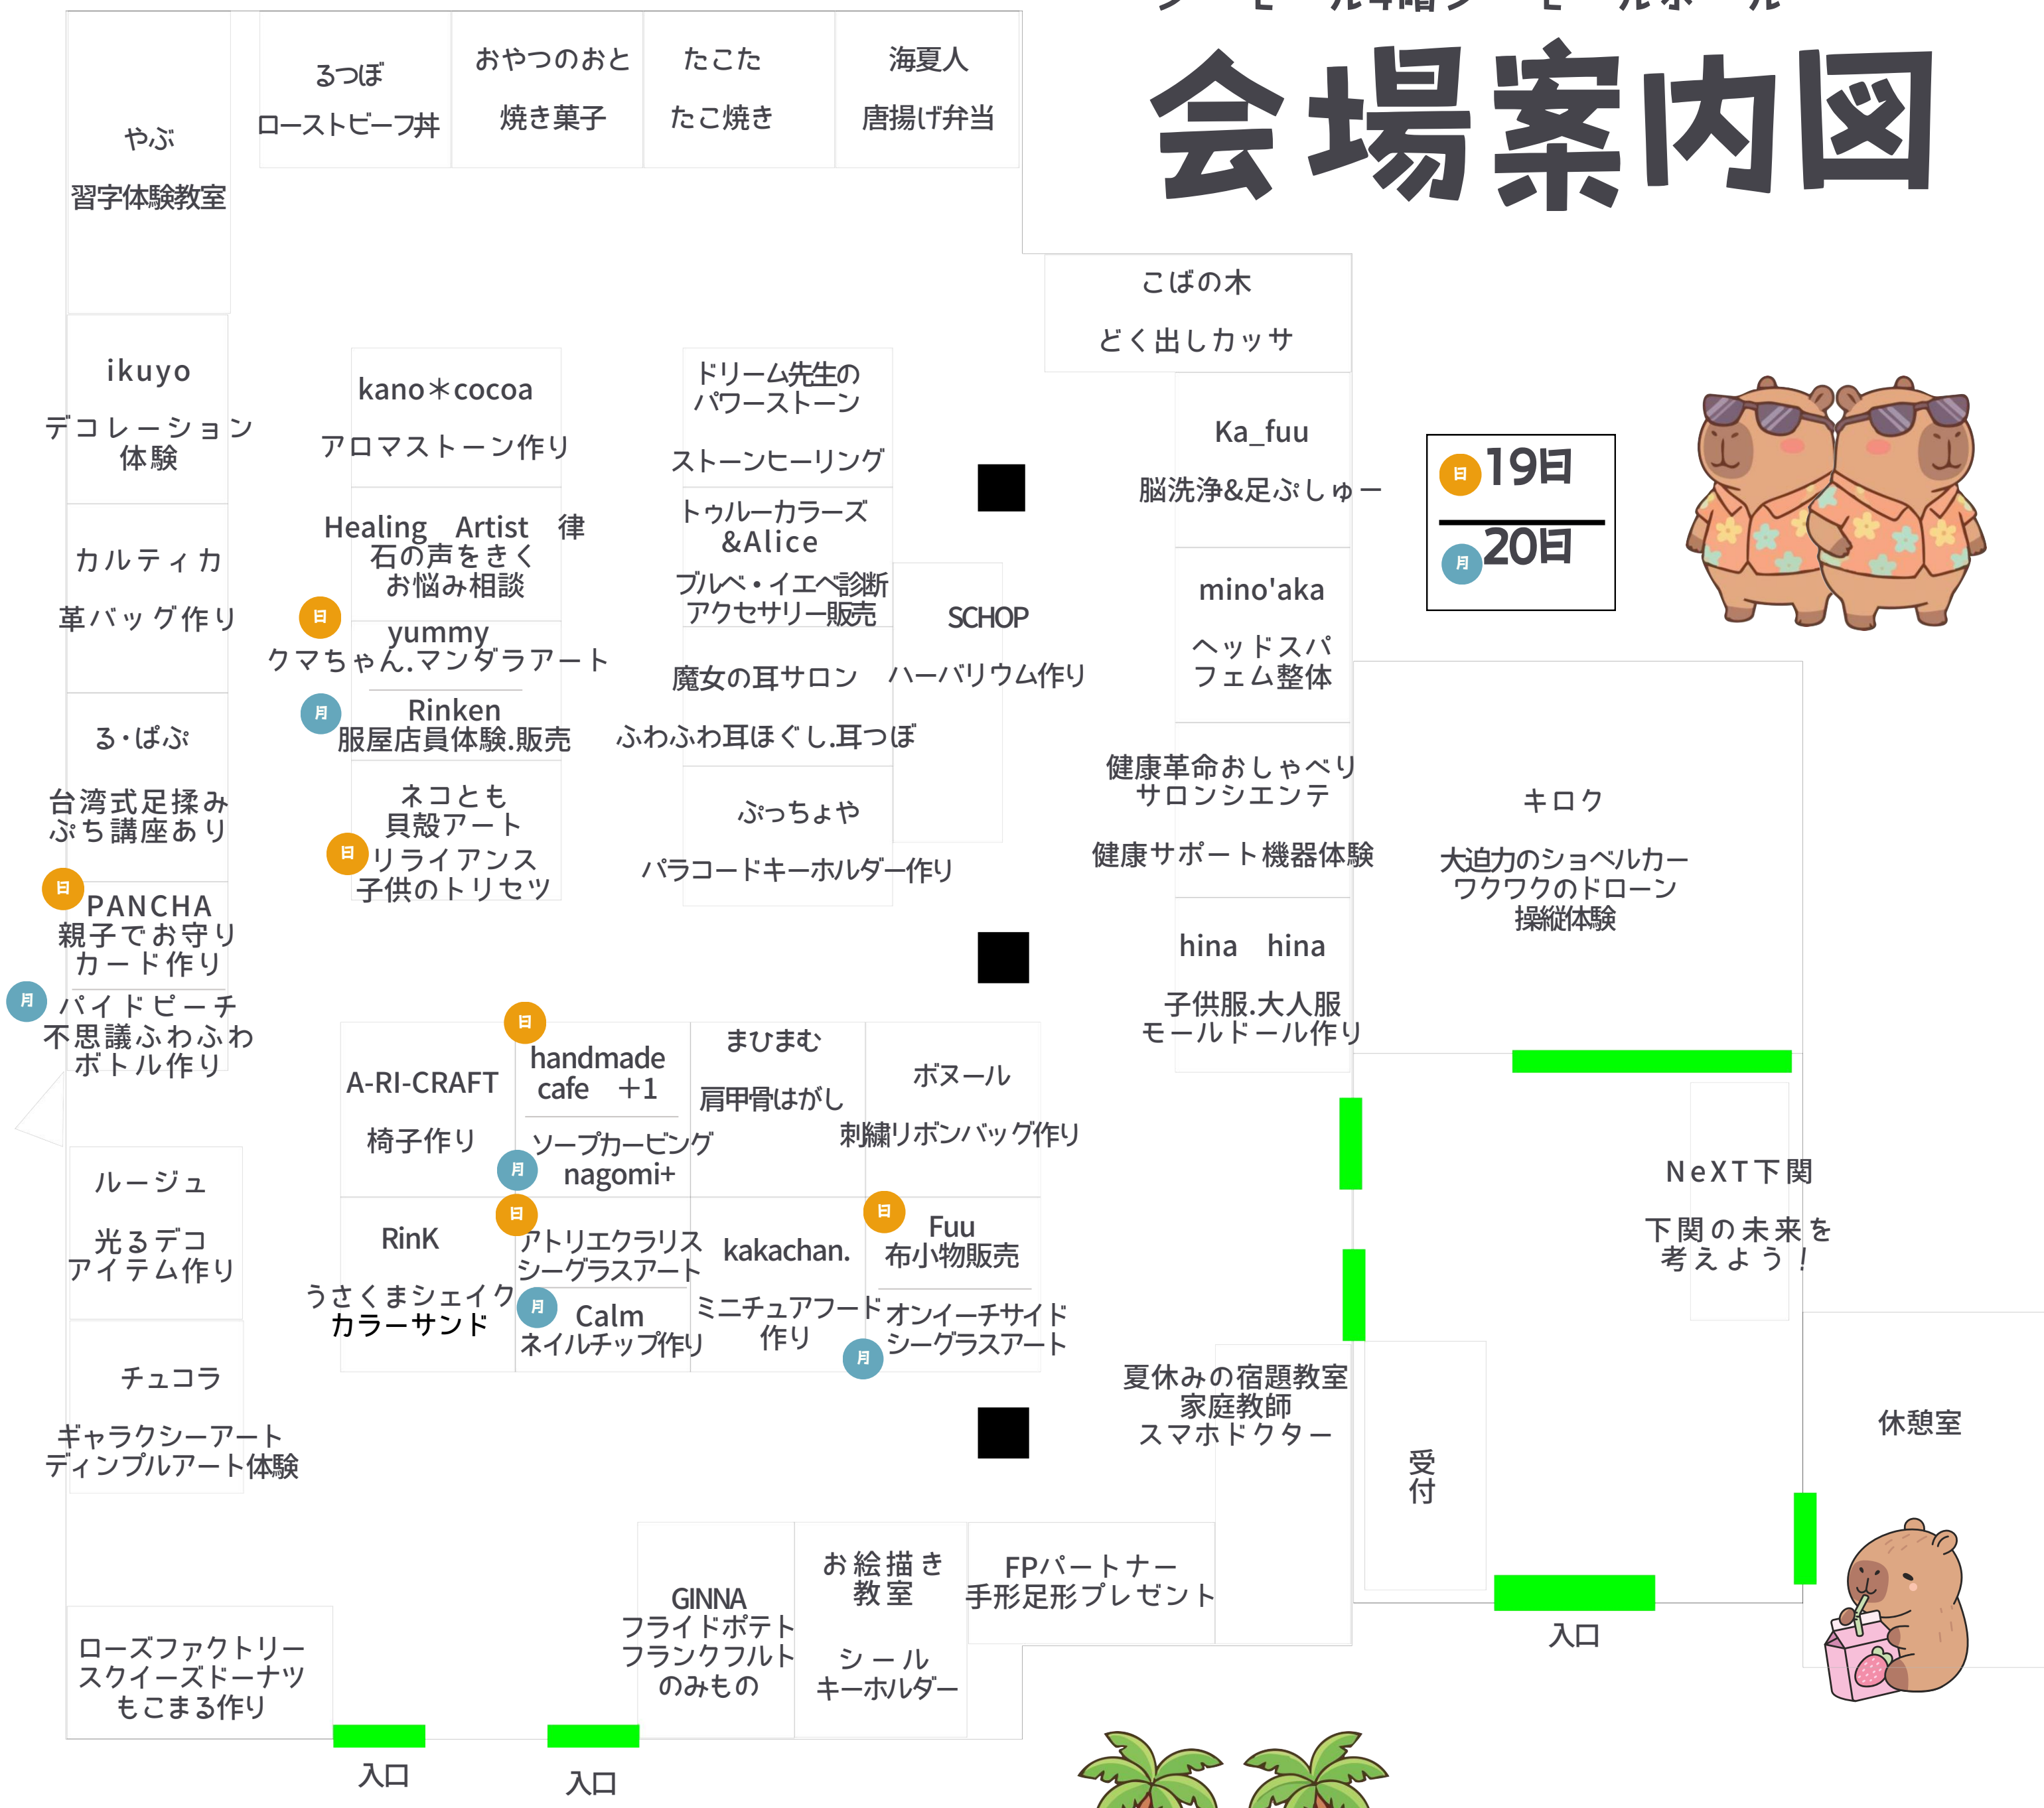 会場案内図
るつぼ
ローストビーフ丼
おやつのおと
焼き菓子
たこた
たこ焼き
海夏人
唐揚げ弁当
やぶ
習字体験教室
こばの木
どく出しカッサ
ikuyo
デコレーション
体験
kano＊cocoa
アロマストーン作り
ドリーム先生の
パワーストーン
ストーンヒーリング
Ka_fuu
脳洗浄&足ぷしゅー
日 19日
月 20日
カルティカ
革バッグ作り
Healing　Artist　律
石の声をきく
お悩み相談
トゥルーカラーズ
&Alice
ブルベ・イエベ診断
アクセサリー販売
SCHOP
ハーバリウム作り
mino'aka
ヘッドスパ
フェム整体
日
yummy
クマちゃん.マンダラアート
月
Rinken
服屋店員体験.販売
魔女の耳サロン
ふわふわ耳ほぐし.耳つぼ
る・ぱぷ
台湾式足揉み
ぷち講座あり
ネコとも
貝殻アート
日
リライアンス
子供のトリセツ
ぷっちょや
パラコードキーホルダー作り
健康革命おしゃべり
サロンシエンテ
健康サポート機器体験
キロク
大迫力のショベルカー
ワクワクのドローン
操縦体験
日
PANCHA
親子でお守り
カード作り
月
パイドピーチ
不思議ふわふわ
ボトル作り
hina　hina
子供服.大人服
モールドール作り
A-RI-CRAFT
椅子作り
日
handmade
cafe　＋1
月
ソープカービング
nagomi+
まひまむ
肩甲骨はがし
ボヌール
刺繍リボンバッグ作り
NeXT下関
下関の未来を
考えよう！
ルージュ
光るデコ
アイテム作り
RinK
うさくまシェイク
カラーサンド
日
アトリエクラリス
シーグラスアート
月
Calm
ネイルチップ作り
kakachan.
ミニチュアフード
作り
日
Fuu
布小物販売
月
オンイーチサイド
シーグラスアート
チュコラ
ギャラクシーアート
ディンプルアート体験
夏休みの宿題教室
家庭教師
スマホドクター
受付
休憩室
ローズファクトリー
スクイーズドーナツ
もこまる作り
GINNA
フライドポテト
フランクフルト
のみもの
お絵描き
教室
シール
キーホルダー
FPパートナー
手形足形プレゼント
入口
入口
入口